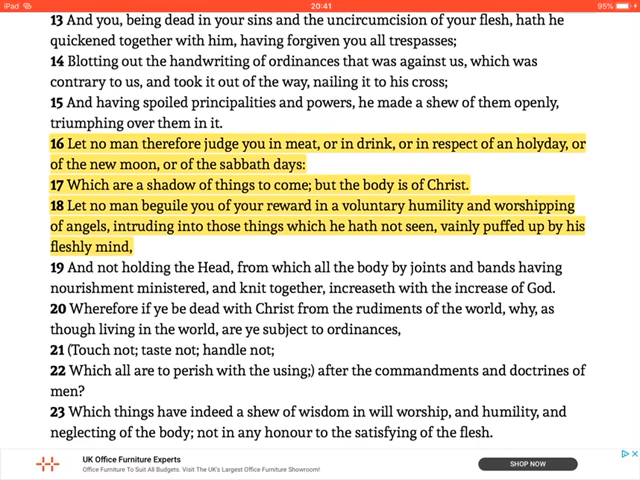 iPad 20:41 95%
13 And you, being dead in your sins and the uncircumcision of your flesh, hath he
quickened together with him, having forgiven you all trespasses;
14 Blotting out the handwriting of ordinances that was against us, which was
contrary to us, and took it out of the way, nailing it to his cross;
15 And having spoiled principalities and powers, he made a shew of them openly,
triumphing over them in it.
16 Let no man therefore judge you in meat, or in drink, or in respect of an holyday, or
of the new moon, or of the sabbath days:
17 Which are a shadow of things to come; but the body is of Christ.
18 Let no man beguile you of your reward in a voluntary humility and worshipping
of angels, intruding into those things which he hath not seen, vainly puffed up by his
fleshly mind,
19 And not holding the Head, from which all the body by joints and bands having
nourishment ministered, and knit together, increaseth with the increase of God.
20 Wherefore if ye be dead with Christ from the rudiments of the world, why, as
though living in the world, are ye subject to ordinances,
21 (Touch not; taste not; handle not;
22 Which all are to perish with the using;) after the commandments and doctrines of
men?
23 Which things have indeed a shew of wisdom in will worship, and humility, and
neglecting of the body; not in any honour to the satisfying of the flesh.
UK Office Furniture Experts
Office Furniture To Suit All Budgets. Visit The UK's Largest Office Furniture Showroom!
SHOP NOW